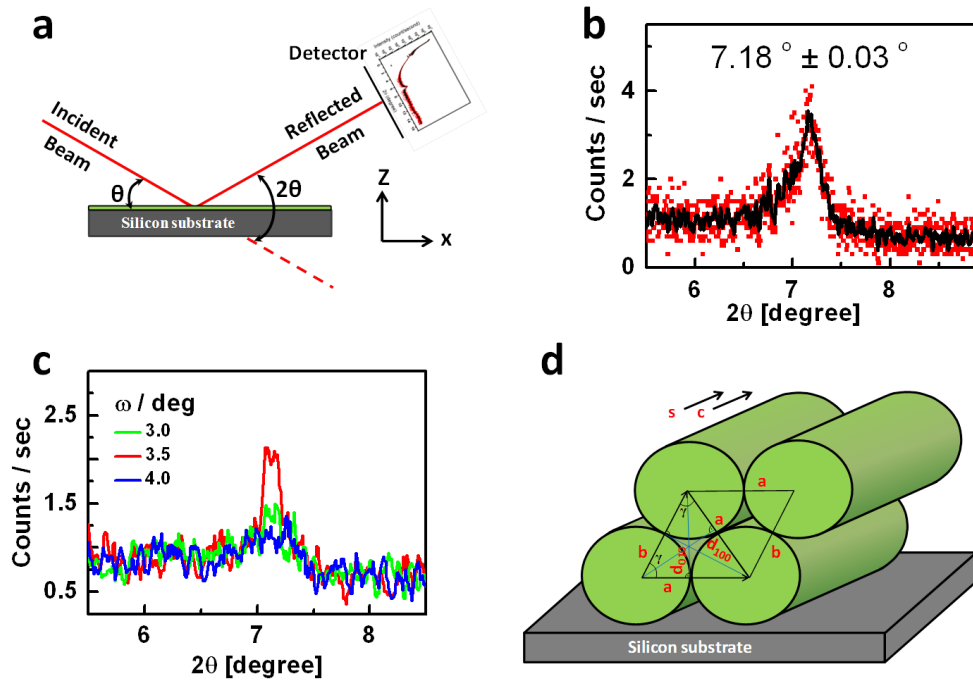 a
Detector
Incident
Beam
Reflected
Beam
θ
2θ
Silicon substrate
Z
x
b
7.18 ° ± 0.03 °
Counts / sec
4
2
0
6
7
8
2θ [degree]
c
ω / deg
3.0
3.5
4.0
Counts / sec
2.5
1.5
0.5
6
7
8
2θ [degree]
d
s
c
a
γ
a
b
d100
b
γ
d010
a
Silicon substrate